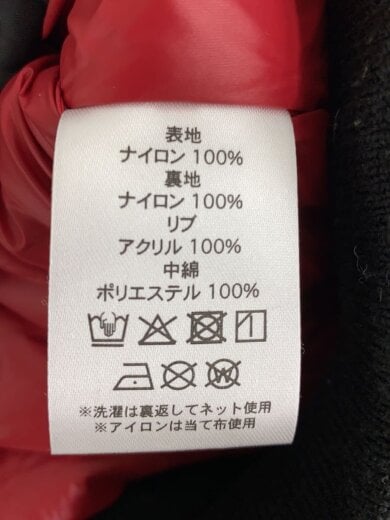 表地
ナイロン 100%
裏地
ナイロン 100%
リブ
アクリル 100%
中綿
ポリエステル 100%
W
※洗濯は裏返してネット使用
※アイロンは当て布使用